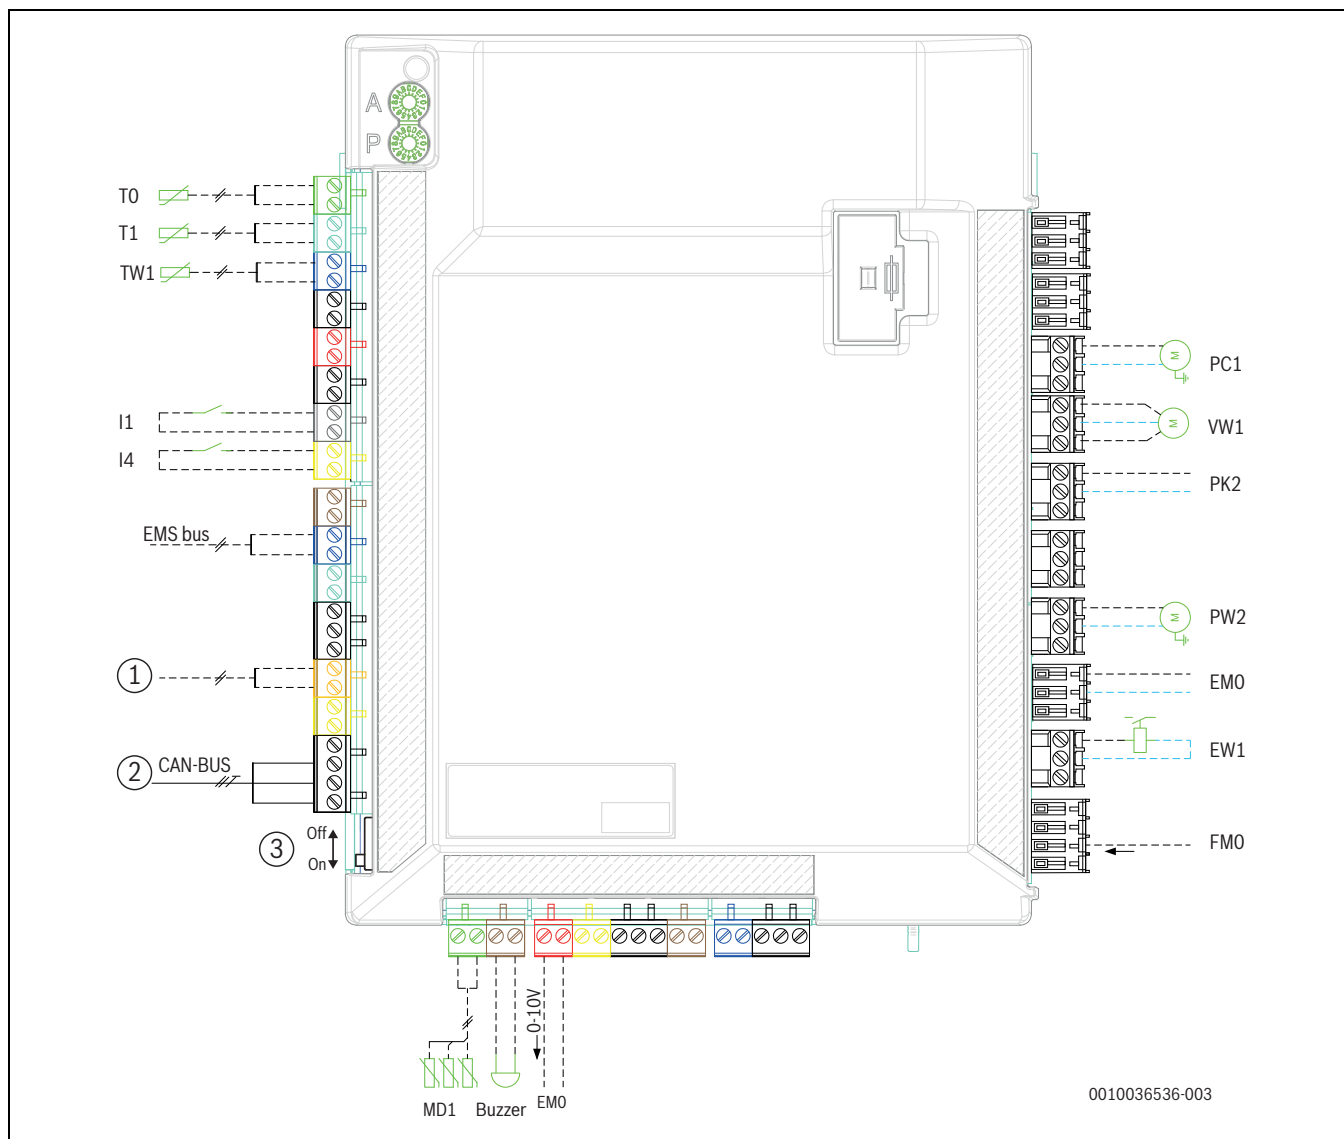 A
P
T0
T1
TW1
I1
I4
EMS bus
1
2 CAN-BUS
3 Off
On
M PC1
M VW1
PK2
M PW2
EM0
EW1
FM0
0-10V
MD1 Buzzer EM0
0010036536-003